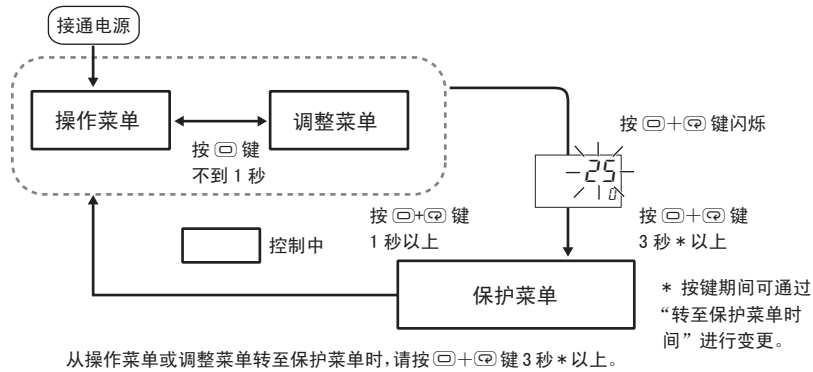 接通电源
操作菜单
调整菜单
按 键
不到 1 秒
按 + 键闪烁
25
0
按 + 键
1 秒以上
按 + 键
3 秒*以上
控制中
保护菜单
* 按键期间可通过
“转至保护菜单时
间”进行变更。
从操作菜单或调整菜单转至保护菜单时,请按 + 键 3 秒*以上。